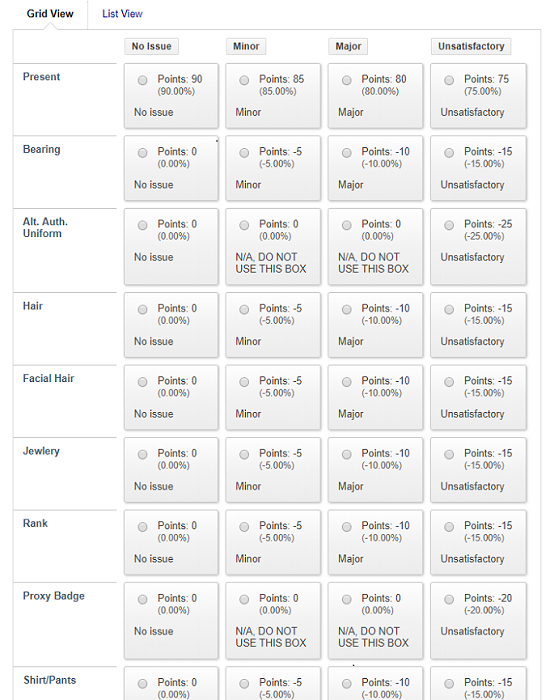 Grid View List View
No Issue Minor Major Unsatisfactory
Present
Points: 90 Points: 85 Points: 80 Points: 75
(90.00%) (85.00%) (80.00%) (75.00%)
No issue Minor Major Unsatisfactory
Bearing
Points: 0 Points: -5 Points: -10 Points: -15
(0.00%) (-5.00%) (-10.00%) (-15.00%)
No issue Minor Major Unsatisfactory
Alt. Auth.
Uniform
Points: 0 Points: 0 Points: 0 Points: -25
(0.00%) (0.00%) (0.00%) (-25.00%)
No issue N/A, DO NOT N/A, DO NOT Unsatisfactory
USE THIS BOX USE THIS BOX
Hair
Points: 0 Points: -5 Points: -10 Points: -15
(0.00%) (-5.00%) (-10.00%) (-15.00%)
No issue Minor Major Unsatisfactory
Facial Hair
Points: 0 Points: -5 Points: -10 Points: -15
(0.00%) (-5.00%) (-10.00%) (-15.00%)
No issue Minor Major Unsatisfactory
Jewlery
Points: 0 Points: -5 Points: -10 Points: -15
(0.00%) (-5.00%) (-10.00%) (-15.00%)
No issue Minor Major Unsatisfactory
Rank
Points: 0 Points: -5 Points: -10 Points: -15
(0.00%) (-5.00%) (-10.00%) (-15.00%)
No issue Minor Major Unsatisfactory
Proxy Badge
Points: 0 Points: 0 Points: 0 Points: -20
(0.00%) (0.00%) (0.00%) (-20.00%)
No issue N/A, DO NOT N/A, DO NOT Unsatisfactory
USE THIS BOX USE THIS BOX
Shirt/Pants
Points: 0 Points: -5 Points: -10 Points: -15
(0.00%) (-5.00%) (-10.00%) (-15.00%)